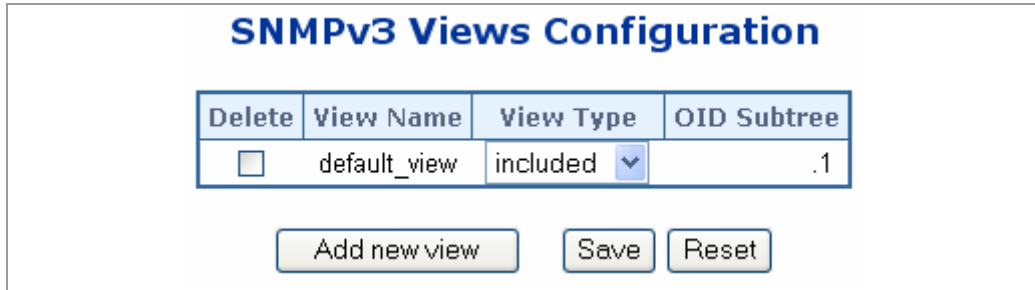 SNMPv3 Views Configuration
Delete View Name View Type OID Subtree
default_view included .1
Add new view Save Reset